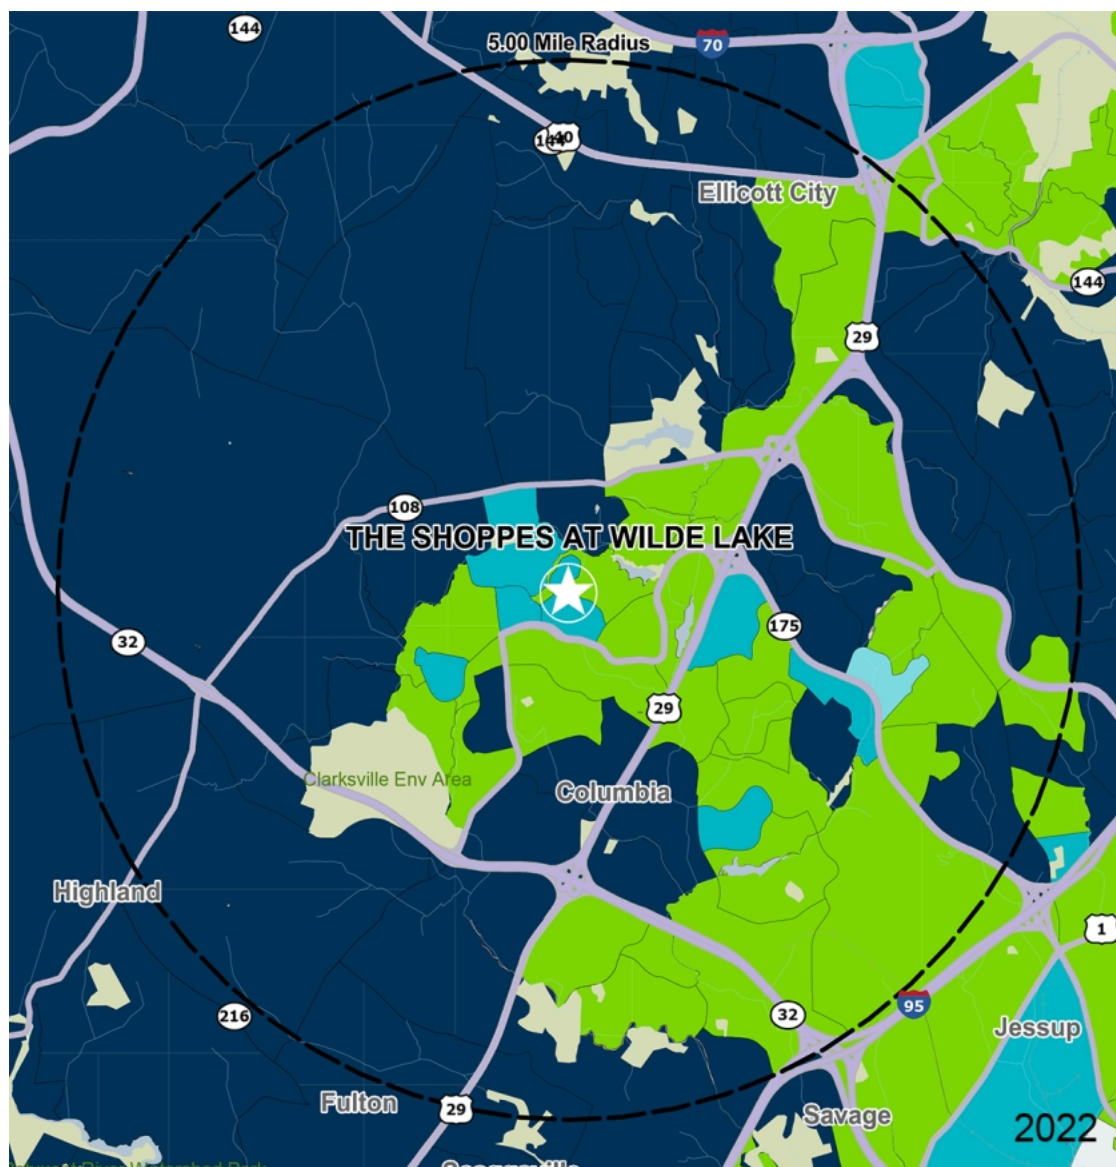 144
5.00 Mile Radius
70
40
Ellicott City
144
29
108
THE SHOPPES AT WILDE LAKE
32
175
29
Clarksville Env Area
Columbia
Highland
1
95
216
32
Jessup
Fulton
29
Savage
2022